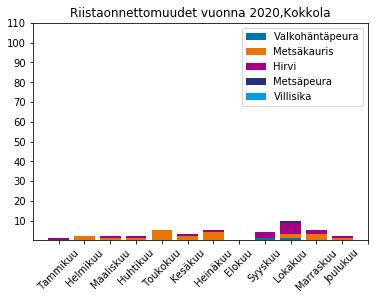 Riistaonnettomuudet vuonna 2020,Kokkola
110
100
90
80
70
60
50
40
30
20
10
Valkohäntäpeura
Metsäkauris
Hirvi
Metsäpeura
Villisika
Tammikuu
Helmikuu
Maaliskuu
Huhtikuu
Toukokuu
Kesäkuu
Heinäkuu
Elokuu
Syyskuu
Lokakuu
Marraskuu
Joulukuu